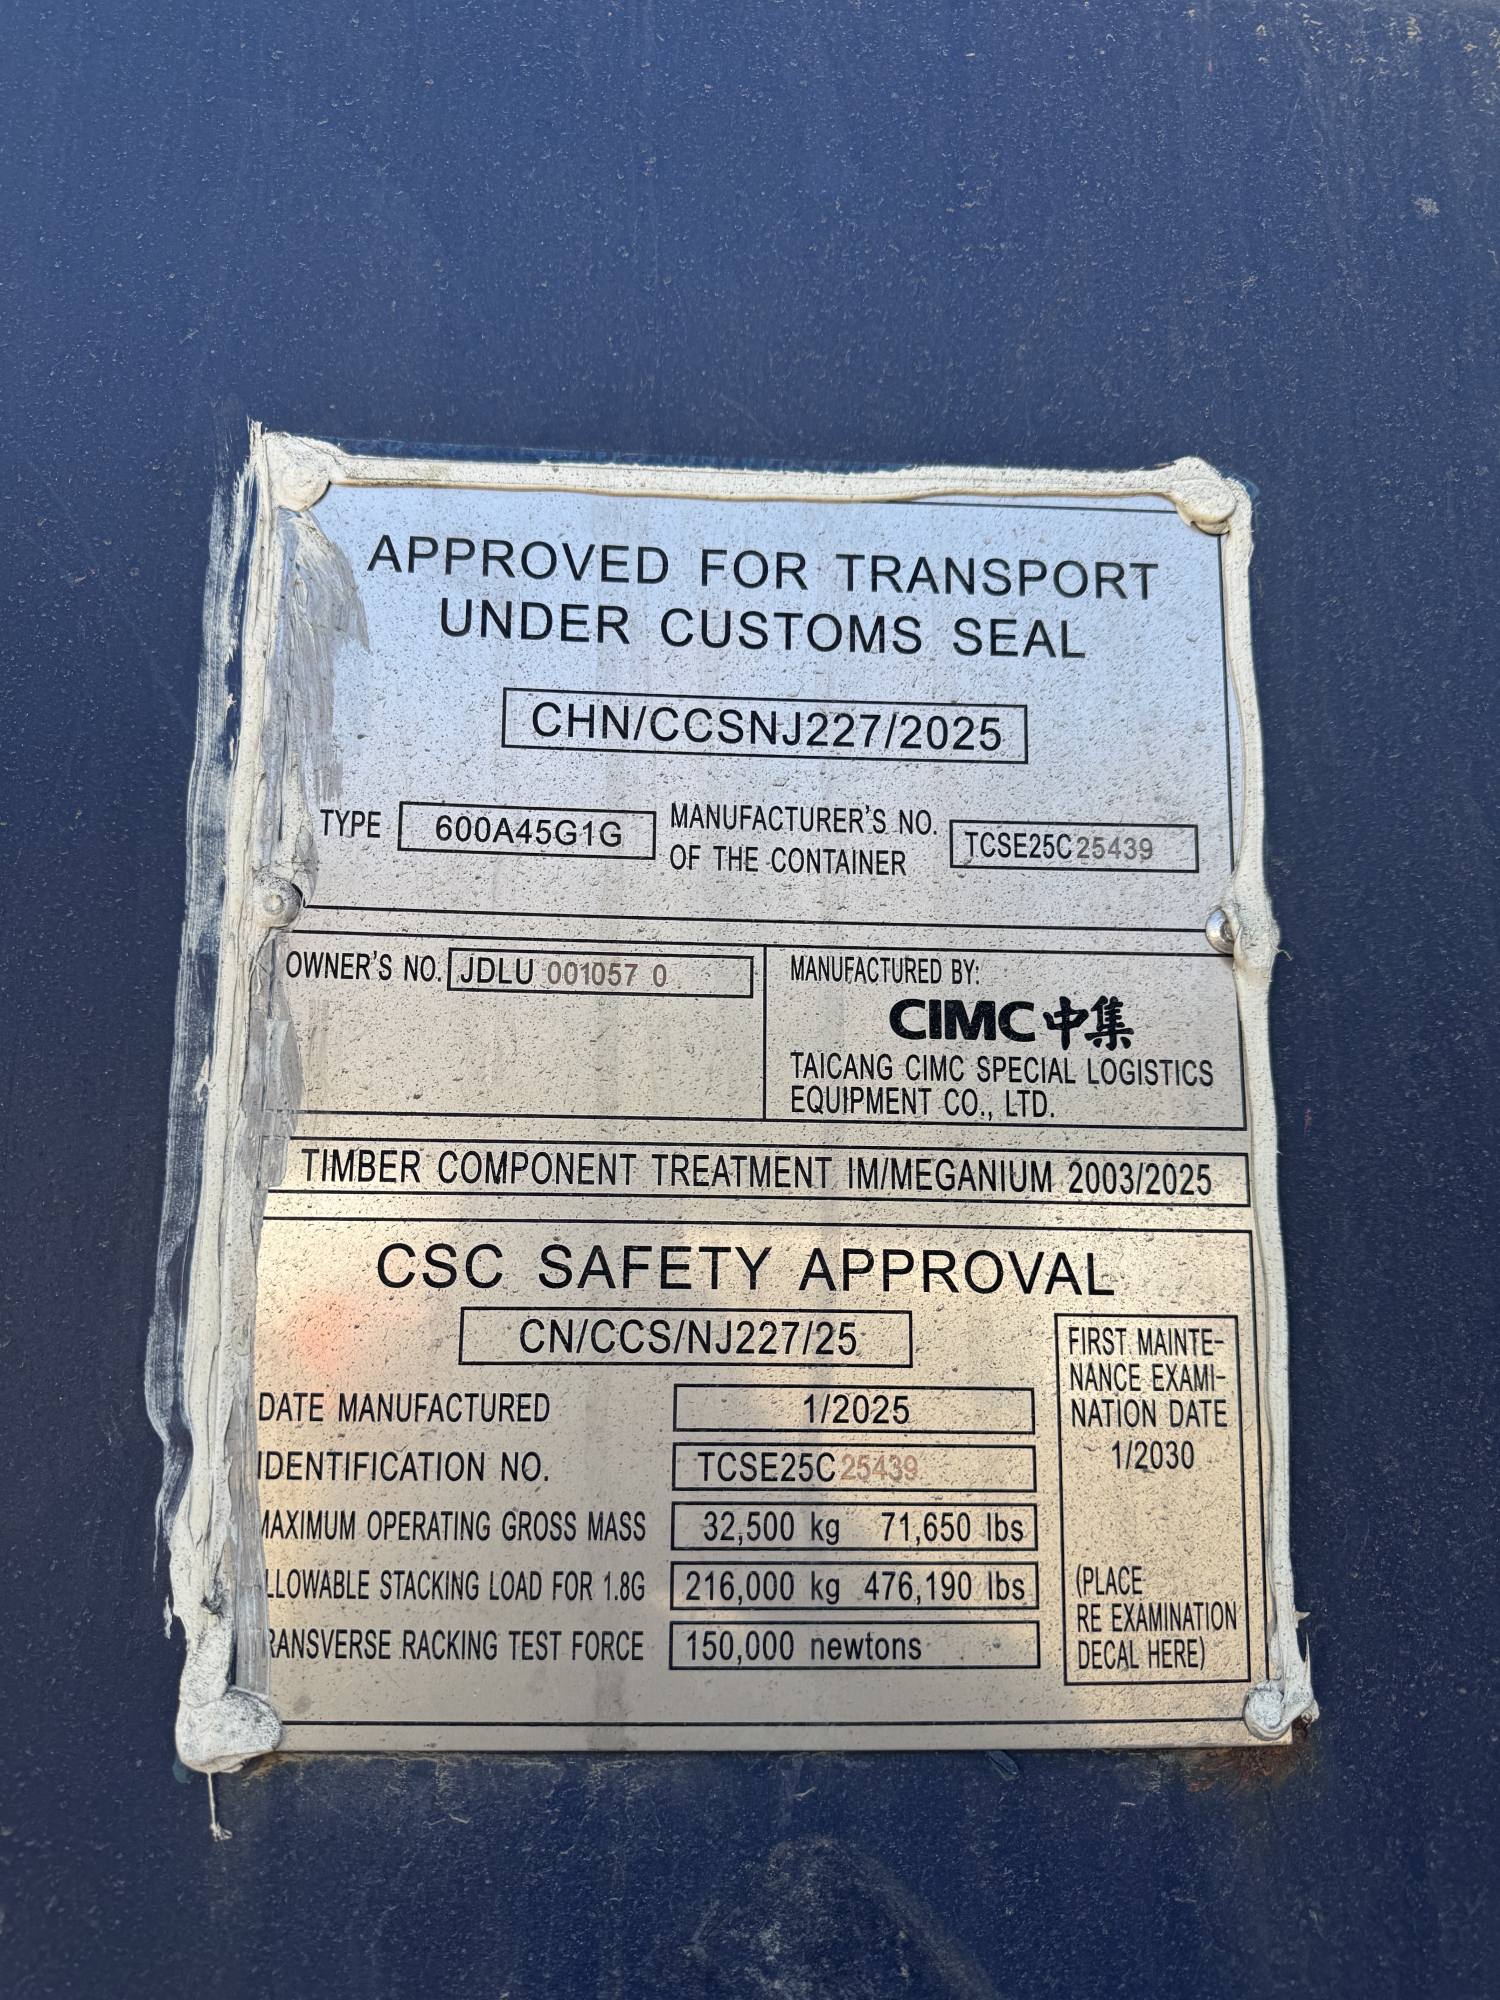 APPROVED FOR TRANSPORT
UNDER CUSTOMS SEAL
CHN/CCSNJ227/2025
TYPE 600A45G1G MANUFACTURER'S NO. OF THE CONTAINER TCSE25C25439
OWNER'S NO. JDLU 001057 0
MANUFACTURED BY:
CIMC中集
TAICANG CIMC SPECIAL LOGISTICS
EQUIPMENT CO., LTD.
TIMBER COMPONENT TREATMENT IM/MEGANIUM 2003/2025
CSC SAFETY APPROVAL
CN/CCS/NJ227/25
DATE MANUFACTURED 1/2025
IDENTIFICATION NO. TCSE25C25439
MAXIMUM OPERATING GROSS MASS 32,500 kg 71,650 lbs
LLOWABLE STACKING LOAD FOR 1.8G 216,000 kg 476,190 lbs
RANSVERSE RACKING TEST FORCE 150,000 newtons
FIRST MAINTE-
NANCE EXAMI-
NATION DATE
1/2030
(PLACE
RE EXAMINATION
DECAL HERE)